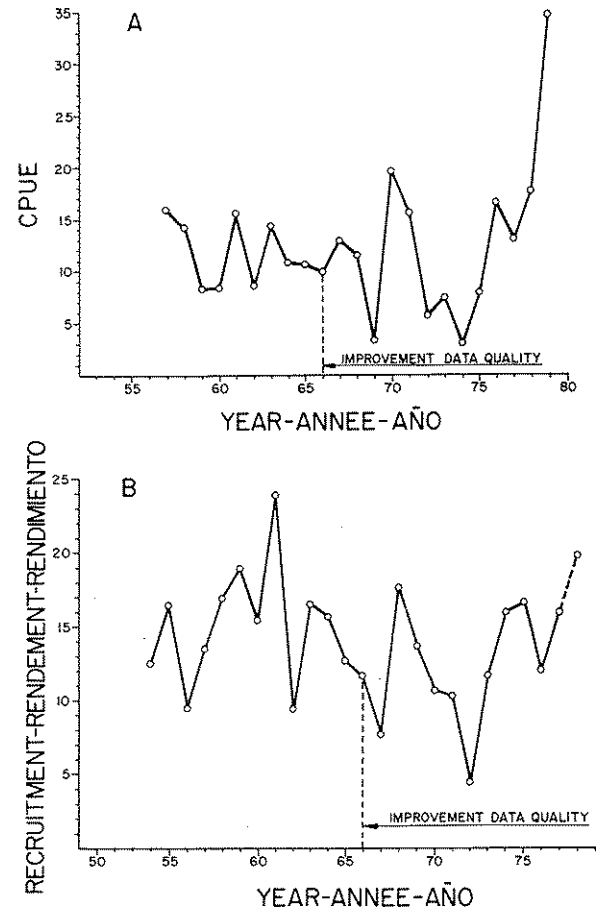 A
35
30
25
20
15
10
5
CPUE
IMPROVEMENT DATA QUALITY
55 60 65 70 75 80
YEAR-ANNEE-AÑO
B
25
20
15
10
5
RECRUITMENT-RENDEMENT-RENDIMIENTO
IMPROVEMENT DATA QUALITY
50 55 60 65 70 75
YEAR-ANNEE-AÑO